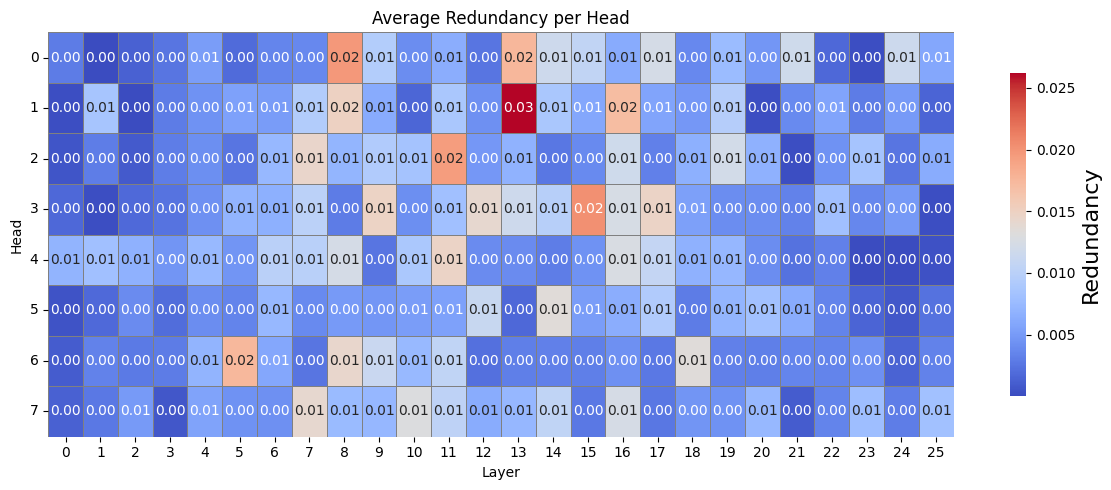 Average Redundancy per Head
0 0.00 0.00 0.00 0.00 0.01 0.00 0.00 0.00 0.02 0.01 0.00 0.01 0.00 0.02 0.01 0.01 0.01 0.01 0.00 0.01 0.00 0.01 0.00 0.00 0.01 0.01
1 0.00 0.01 0.00 0.00 0.00 0.01 0.01 0.01 0.02 0.01 0.00 0.01 0.00 0.03 0.01 0.01 0.02 0.01 0.00 0.01 0.00 0.00 0.01 0.00 0.00 0.00
2 0.00 0.00 0.00 0.00 0.00 0.00 0.01 0.01 0.01 0.01 0.01 0.02 0.00 0.01 0.00 0.00 0.01 0.00 0.01 0.01 0.01 0.00 0.00 0.01 0.00 0.01
3 0.00 0.00 0.00 0.00 0.00 0.01 0.01 0.01 0.00 0.01 0.00 0.01 0.01 0.01 0.01 0.02 0.01 0.01 0.01 0.00 0.00 0.00 0.01 0.00 0.00 0.00
4 0.01 0.01 0.01 0.00 0.01 0.00 0.01 0.01 0.01 0.00 0.01 0.01 0.00 0.00 0.00 0.00 0.01 0.01 0.01 0.01 0.00 0.00 0.00 0.00 0.00 0.00
5 0.00 0.00 0.00 0.00 0.00 0.00 0.01 0.00 0.00 0.00 0.01 0.01 0.01 0.00 0.01 0.01 0.01 0.01 0.00 0.01 0.01 0.01 0.00 0.00 0.00 0.00
6 0.00 0.00 0.00 0.00 0.01 0.02 0.01 0.00 0.01 0.01 0.01 0.01 0.00 0.00 0.00 0.00 0.00 0.00 0.01 0.00 0.00 0.00 0.00 0.01 0.00 0.00
7 0.00 0.00 0.01 0.00 0.01 0.00 0.00 0.01 0.01 0.01 0.01 0.01 0.01 0.01 0.01 0.00 0.01 0.00 0.00 0.00 0.01 0.00 0.00 0.01 0.00 0.01
0 1 2 3 4 5 6 7 8 9 10 11 12 13 14 15 16 17 18 19 20 21 22 23 24 25
Layer
Head
0.025
0.020
0.015
0.010
0.005
Redundancy